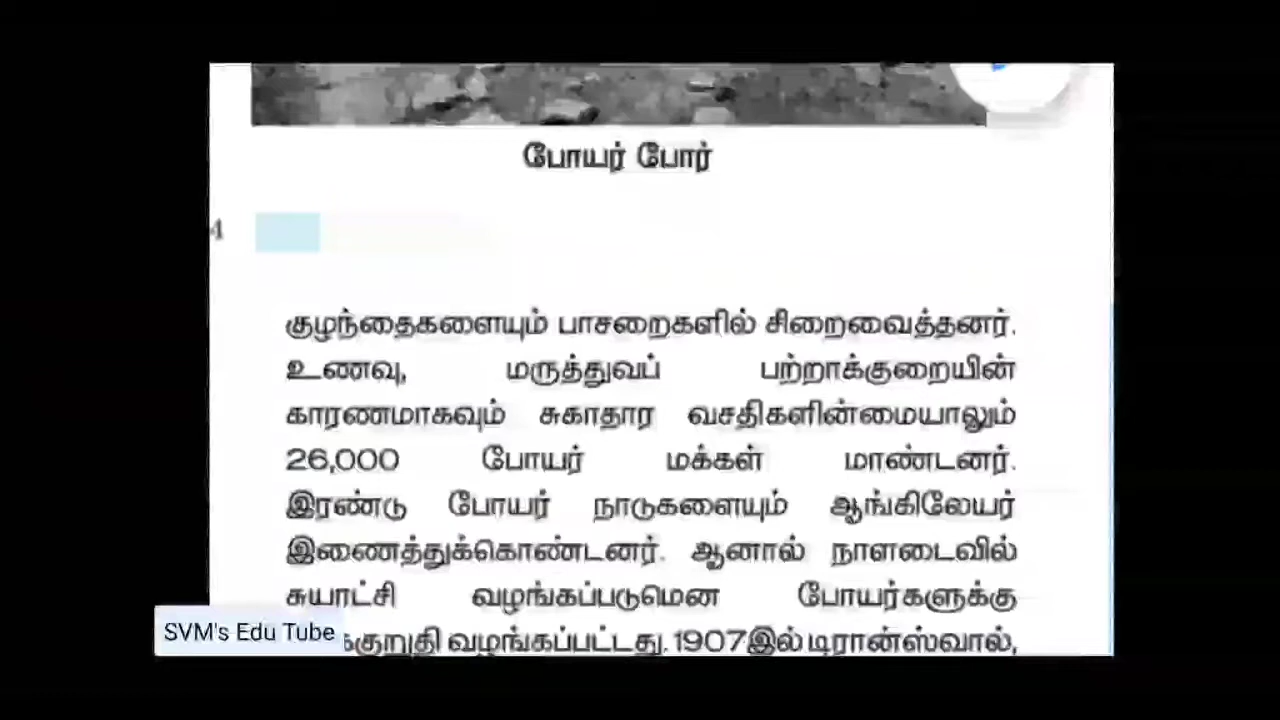 போயர் போர்
4
குழந்தைகளையும் பாசறைகளில் சிறைவைத்தனர்.
உணவு, மருத்துவப் பற்றாக்குறையின்
காரணமாகவும் சுகாதார வசதிகளின்மையாலும்
26,000 போயர் மக்கள் மாண்டனர்.
இரண்டு போயர் நாடுகளையும் ஆங்கிலேயர்
இணைத்துக்கொண்டனர். ஆனால் நாளடைவில்
சுயாட்சி வழங்கப்படுமென போயர்களுக்கு
வழங்கப்பட்டது. 1907இல் டிரான்ஸ்வால்,
SVM's Edu Tube